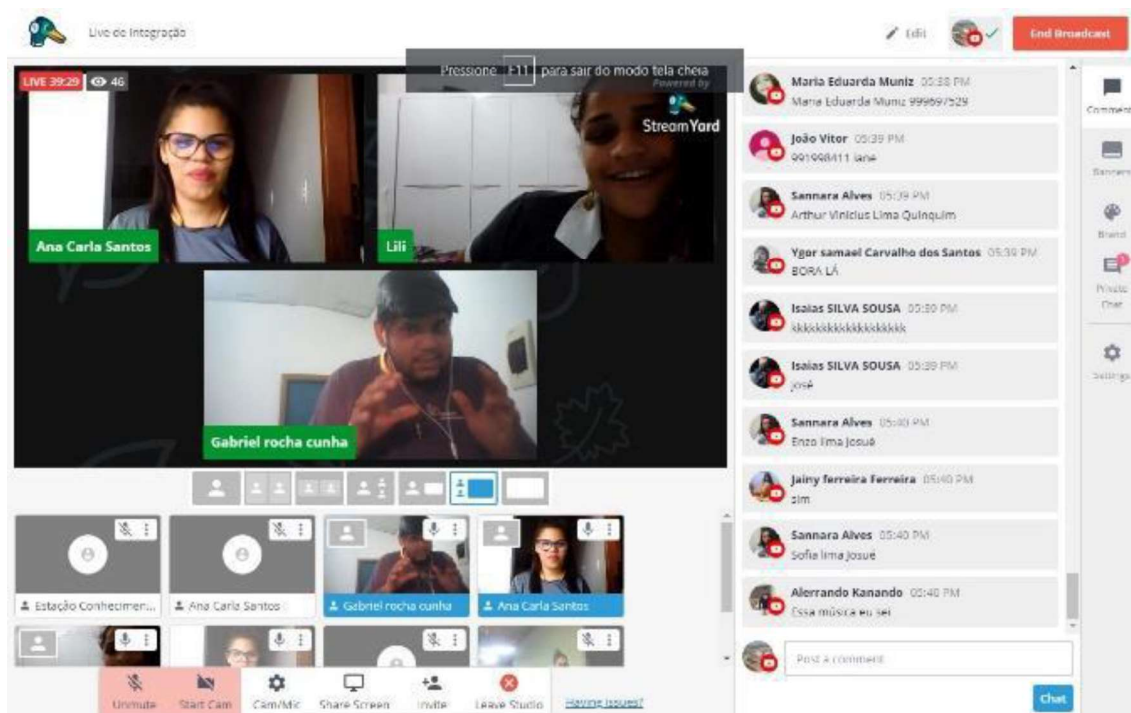 Live de Integração
Edit
End Broadcast
LIVE 39:29 46
Pressione F11 para sair do modo tela cheia
Powered by
StreamYard
Ana Carla Santos
Lili
Gabriel rocha cunha
Estação Conhecimen...
Ana Carla Santos
Gabriel rocha cunha
Ana Carla Santos
Unmute
Start Cam
Cam/Mic
Share Screen
Invite
Leave Studio
Having issues?
Maria Eduarda Muniz 05:38 PM
Maria Eduarda Muniz 999697529
João Vitor 05:39 PM
991998411 iane
Sannara Alves 05:39 PM
Arthur Vinicius Lima Quinquim
Ygor samael Carvalho dos Santos 05:39 PM
BORA LÁ
Isaias SILVA SOUSA 05:39 PM
kkkkkkkkkkkkkkkkkkk
Isaias SILVA SOUSA 05:39 PM
josé
Sannara Alves 05:40 PM
Enzo lima Josué
Jainy ferreira Ferreira 05:40 PM
sim
Sannara Alves 05:40 PM
Sofia lima Josué
Alerrando Kanando 05:40 PM
Essa música eu sei
Post a comment
Chat
Comment
Banners
Brand
Private
Chat
Settings